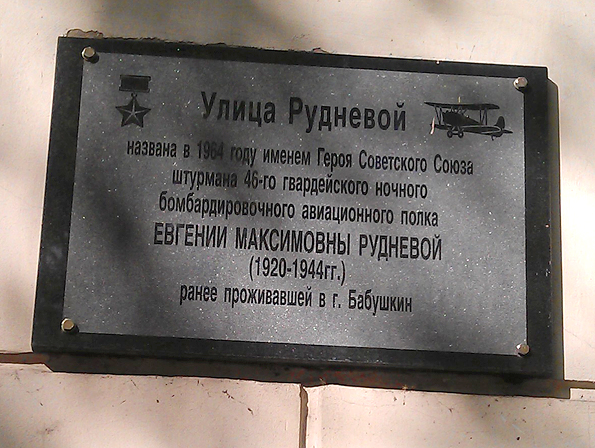 Улица Рудневой
названа в 1964 году именем Героя Советского Союза
штурмана 46-го гвардейского ночного
бомбардировочного авиационного полка
ЕВГЕНИИ МАКСИМОВНЫ РУДНЕВОЙ
(1920-1944гг.)
ранее проживавшей в г. Бабушкин